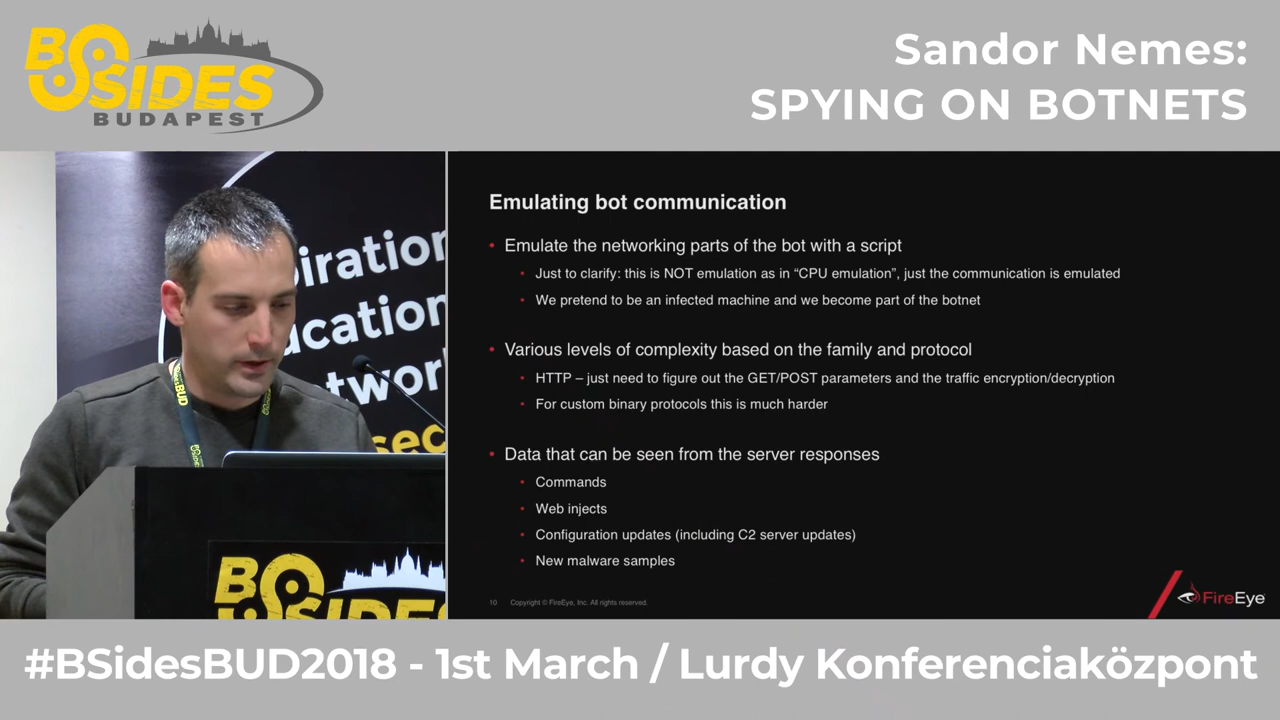 BSIDES
BUDAPEST
Sandor Nemes:
SPYING ON BOTNETS
piration
ucation
etwor
sec
BSidesBUD
BSIDES
Emulating bot communication
• Emulate the networking parts of the bot with a script
• Just to clarify: this is NOT emulation as in “CPU emulation”, just the communication is emulated
• We pretend to be an infected machine and we become part of the botnet
• Various levels of complexity based on the family and protocol
• HTTP – just need to figure out the GET/POST parameters and the traffic encryption/decryption
• For custom binary protocols this is much harder
• Data that can be seen from the server responses
• Commands
• Web injects
• Configuration updates (including C2 server updates)
• New malware samples
10 Copyright © FireEye, Inc. All rights reserved.
FireEye
#BSidesBUD2018 - 1st March / Lurdy Konferenciaközpont